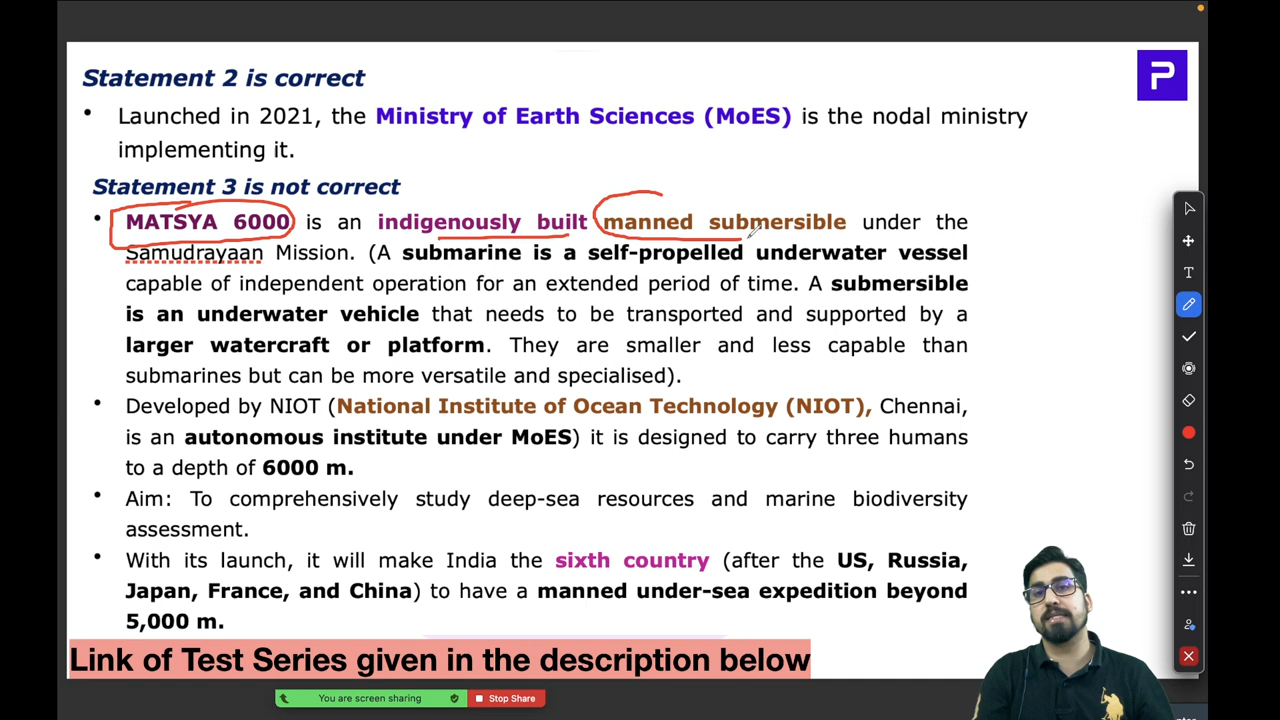 Statement 2 is correct
P
• Launched in 2021, the Ministry of Earth Sciences (MoES) is the nodal ministry
implementing it.
Statement 3 is not correct
• MATSYA 6000 is an indigenously built manned submersible under the
Samudrayaan Mission. (A submarine is a self-propelled underwater vessel
capable of independent operation for an extended period of time. A submersible
is an underwater vehicle that needs to be transported and supported by a
larger watercraft or platform. They are smaller and less capable than
submarines but can be more versatile and specialised).
• Developed by NIOT (National Institute of Ocean Technology (NIOT), Chennai,
is an autonomous institute under MoES) it is designed to carry three humans
to a depth of 6000 m.
• Aim: To comprehensively study deep-sea resources and marine biodiversity
assessment.
• With its launch, it will make India the sixth country (after the US, Russia,
Japan, France, and China) to have a manned under-sea expedition beyond
5,000 m.
Link of Test Series given in the description below
You are screen sharing Stop Share
T